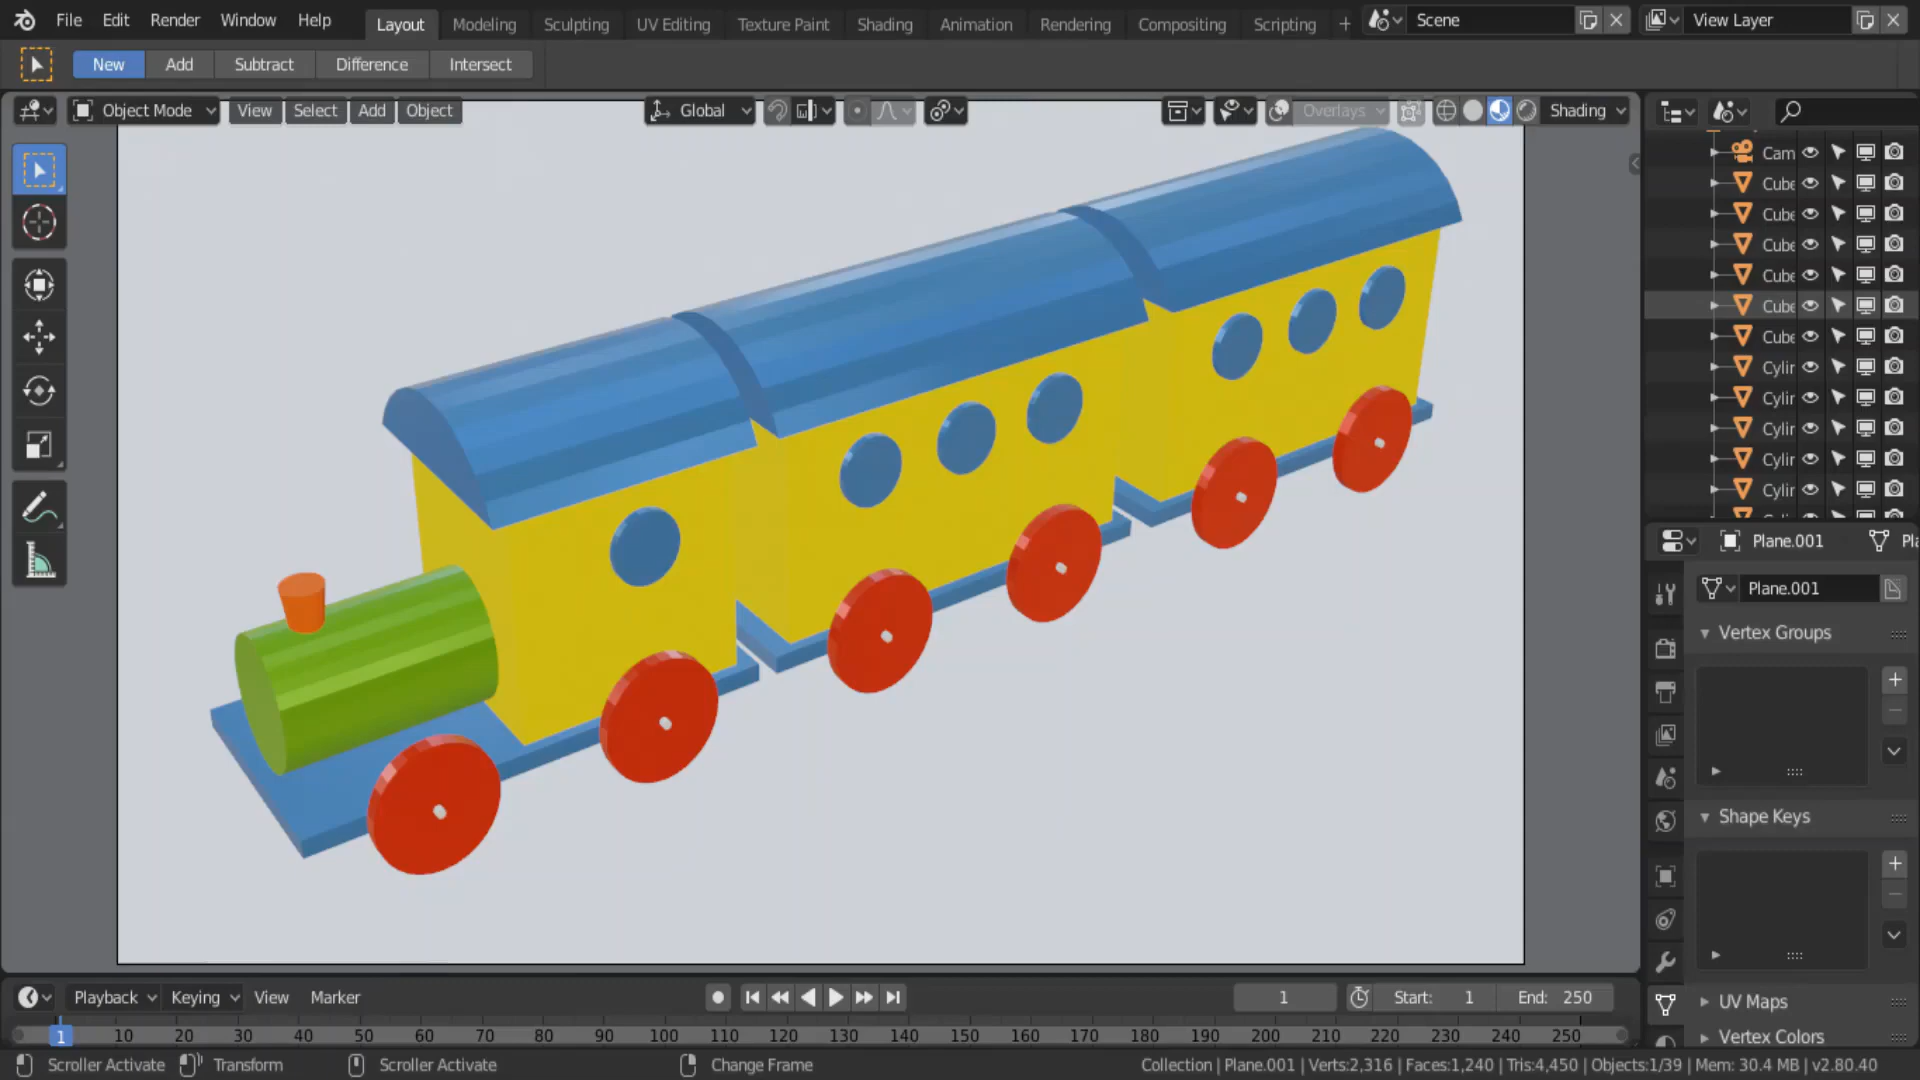 File Edit Render Window Help Layout Modeling Sculpting UV Editing Texture Paint Shading Animation Rendering Compositing Scripting + Scene View Layer
New Add Subtract Difference Intersect
Object Mode View Select Add Object Global Overlays Shading
Cam
Cube
Cube
Cube
Cube
Cube
Cube
Cylin
Cylin
Cylin
Cylin
Cylin
Plane.001 Pla
Plane.001
Vertex Groups
Shape Keys
UV Maps
Vertex Colors
Playback Keying View Marker 1 Start: 1 End: 250
1 10 20 30 40 50 60 70 80 90 100 110 120 130 140 150 160 170 180 190 200 210 220 230 240 250
Scroller Activate Transform Scroller Activate Change Frame Collection | Plane.001 | Verts:2,316 | Faces:1,240 | Tris:4,450 | Objects:1/39 | Mem: 30.4 MB | v2.80.40